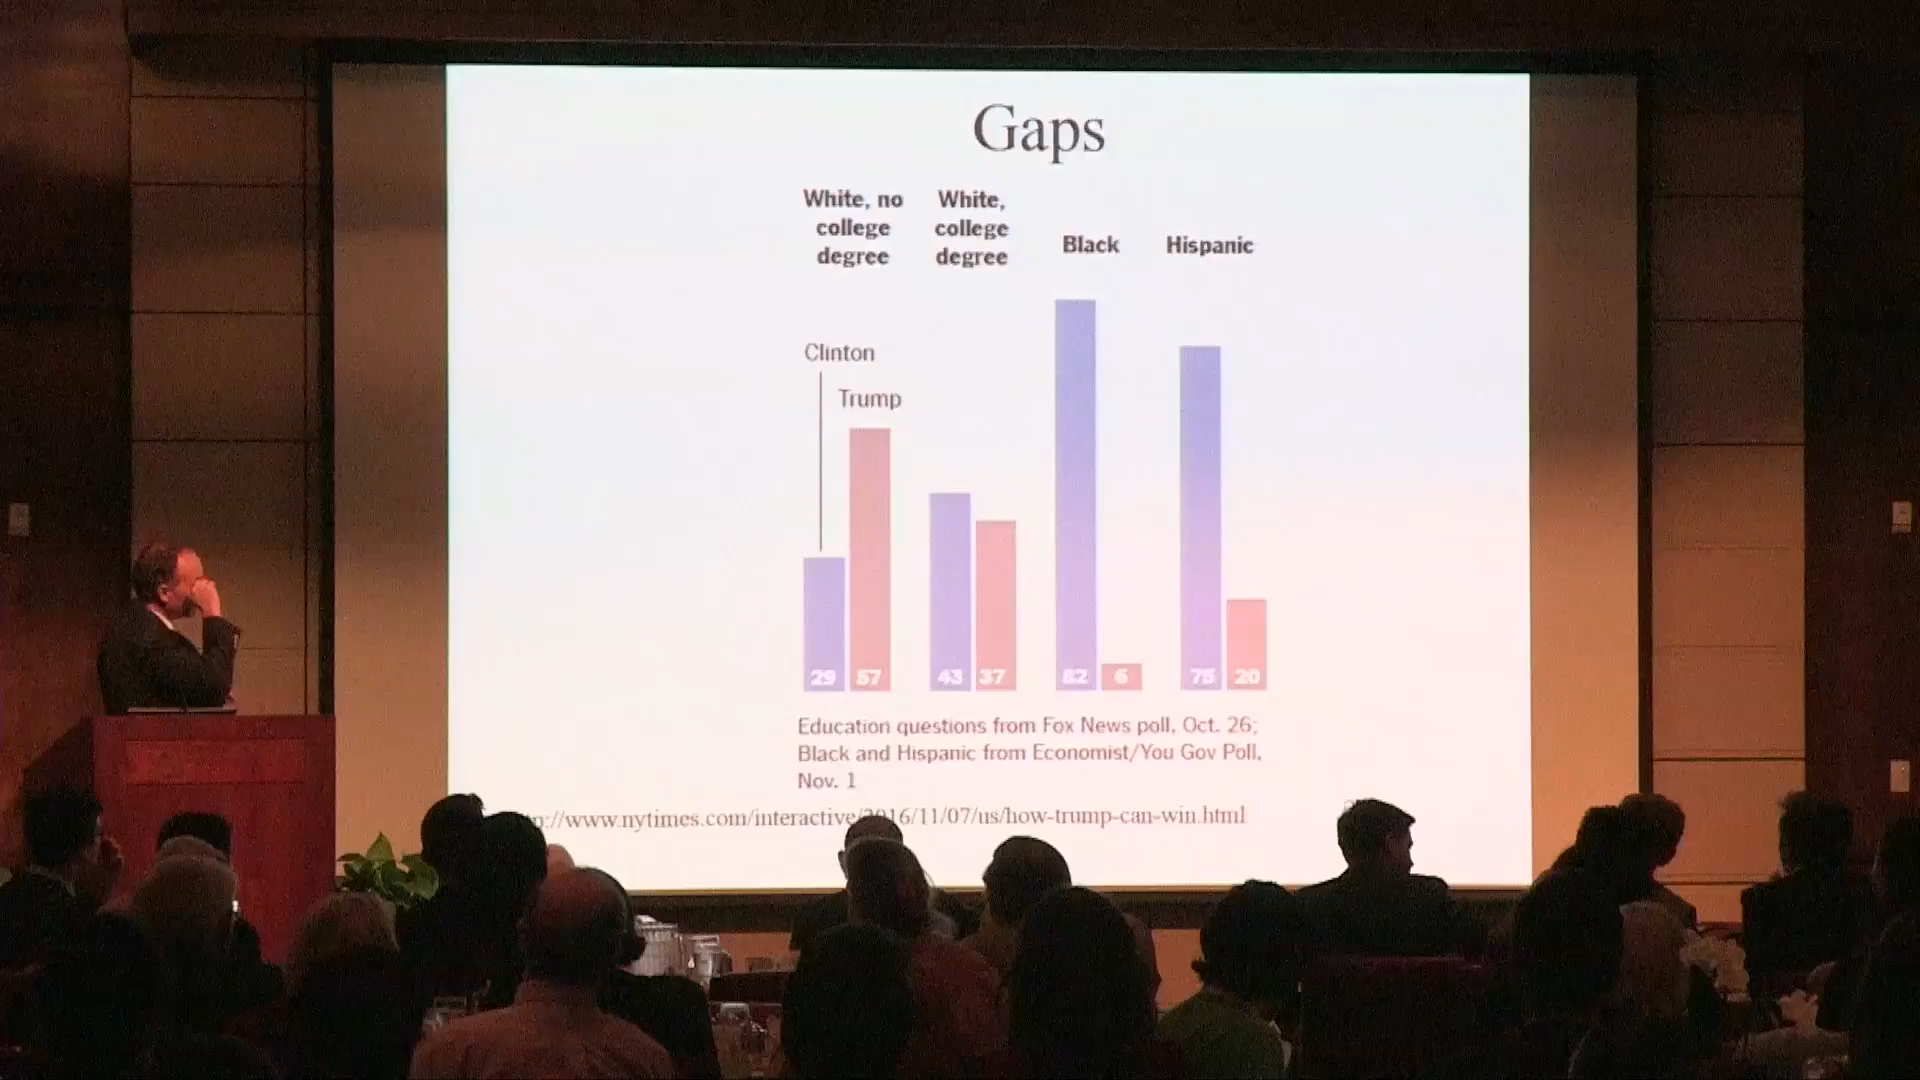 Gaps
White, no
college
degree
White,
college
degree
Black
Hispanic
Clinton
Trump
29 57 43 37 82 6 75 20
Education questions from Fox News poll, Oct. 26;
Black and Hispanic from Economist/You Gov Poll,
Nov. 1
p://www.nytimes.com/interactive/2016/11/07/us/how-trump-can-win.html